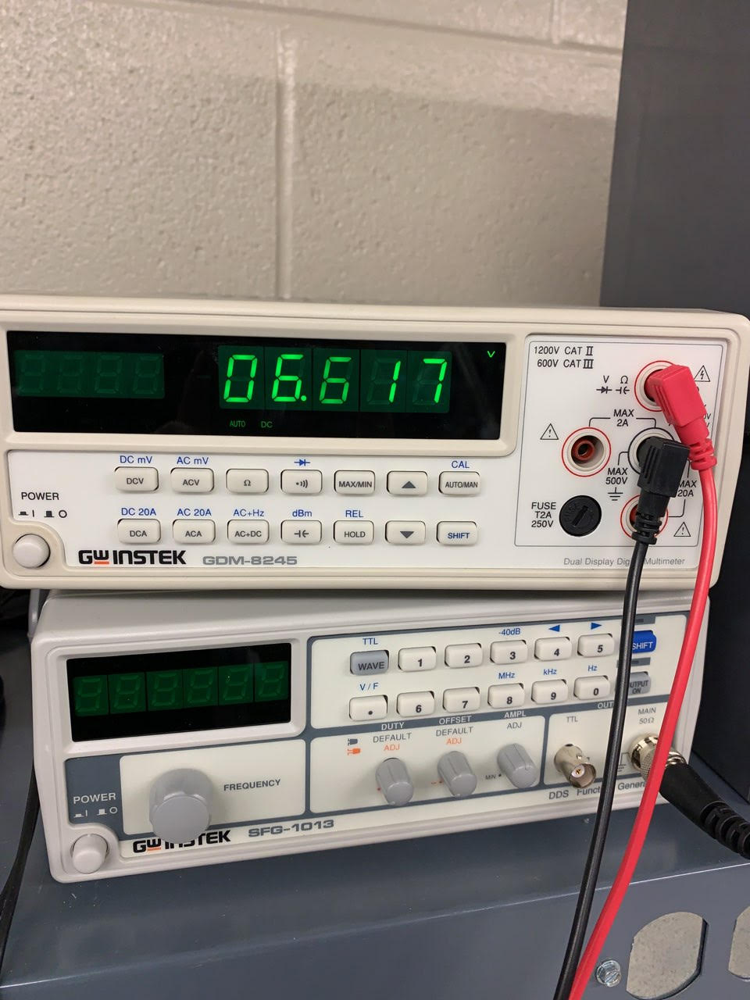 06.617
V
AUTO DC
1200V CAT II
600V CAT III
V Ω
MAX
2A
MAX
500V
MAX
20A
FUSE
T2A
250V
DC mV AC mV CAL
DCV ACV Ω MAX/MIN AUTO/MAN
POWER
I O
DC 20A AC 20A AC+Hz dBm REL
DCA ACA AC+DC HOLD SHIFT
GW INSTEK GDM-8245
Dual Display Multimeter
TTL -40dB
WAVE 1 2 3 4 5 SHIFT
V / F MHz kHz Hz
. 6 7 8 9 0 ON
DUTY OFFSET AMPL
DEFAULT DEFAULT ADJ
ADJ ADJ
MIN
TTL MAIN
50Ω
FREQUENCY
POWER
I O
DDS
GW INSTEK SFG-1013